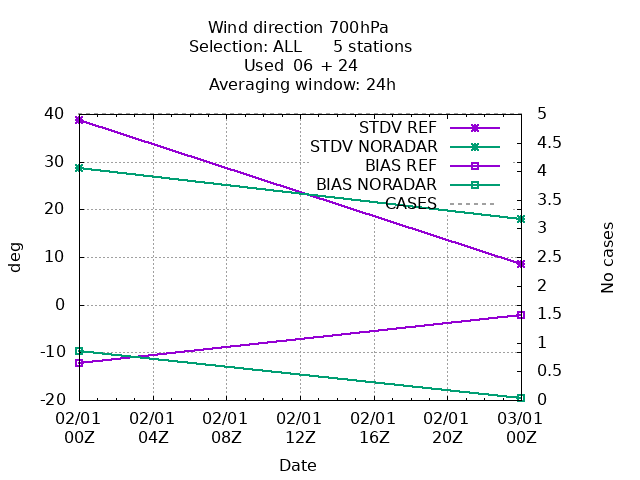 Wind direction 700hPa
Selection: ALL 5 stations
Used 06 + 24
Averaging window: 24h
40
30
20
10
0
-10
-20
deg
5
4.5
4
3.5
3
2.5
2
1.5
1
0.5
0
No cases
STDV REF
STDV NORADAR
BIAS REF
BIAS NORADAR
CASES
02/01 02/01 02/01 02/01 02/01 02/01 03/01
00Z 04Z 08Z 12Z 16Z 20Z 00Z
Date